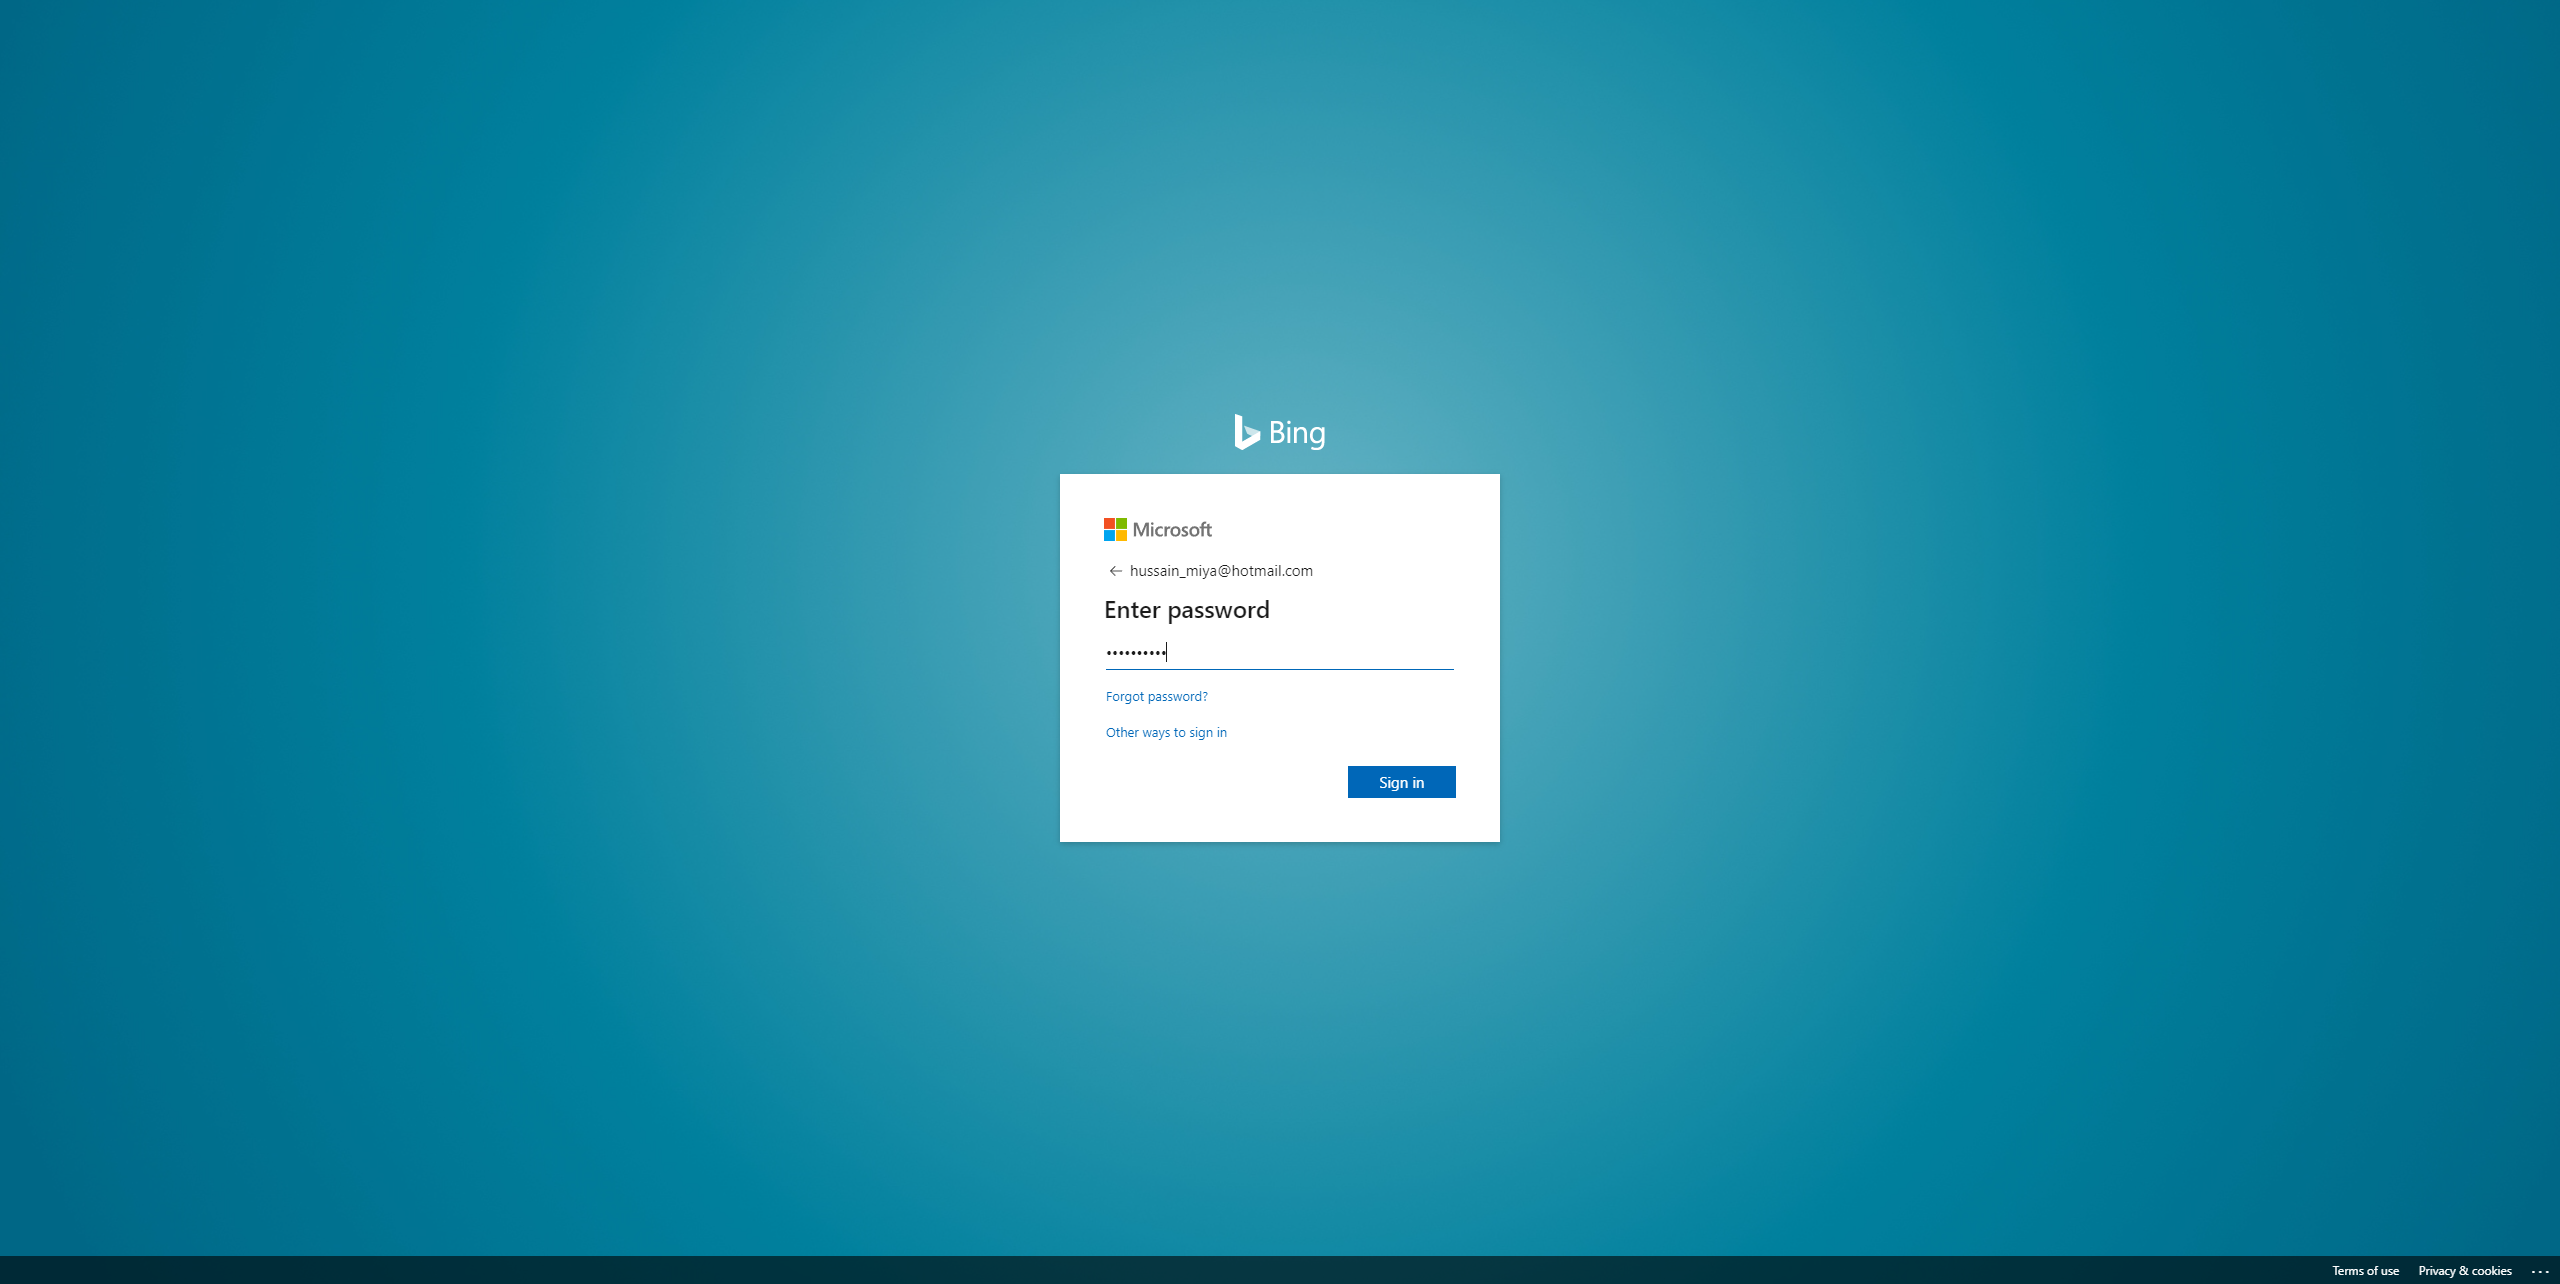 Bing
Microsoft
hussain_miya@hotmail.com
Enter password
••••••••••
Forgot password?
Other ways to sign in
Sign in
Terms of use Privacy & cookies ...